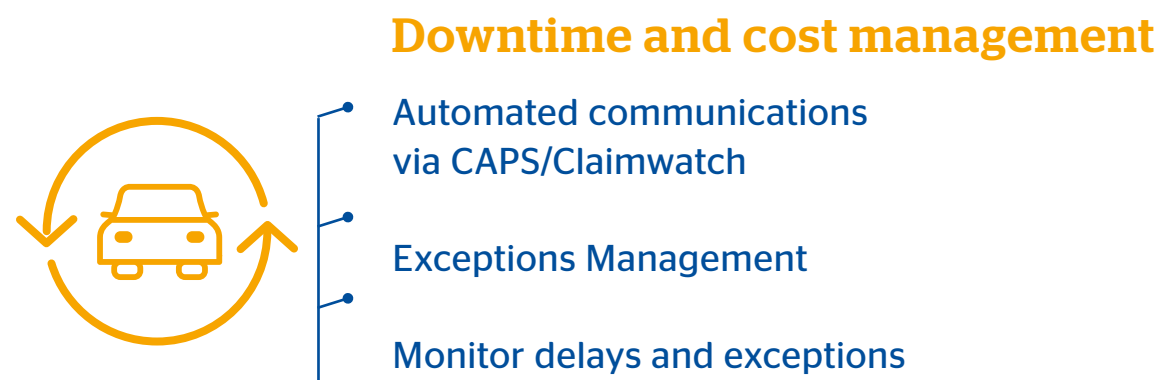 Downtime and cost management
Automated communications
via CAPS/Claimwatch
Exceptions Management
Monitor delays and exceptions